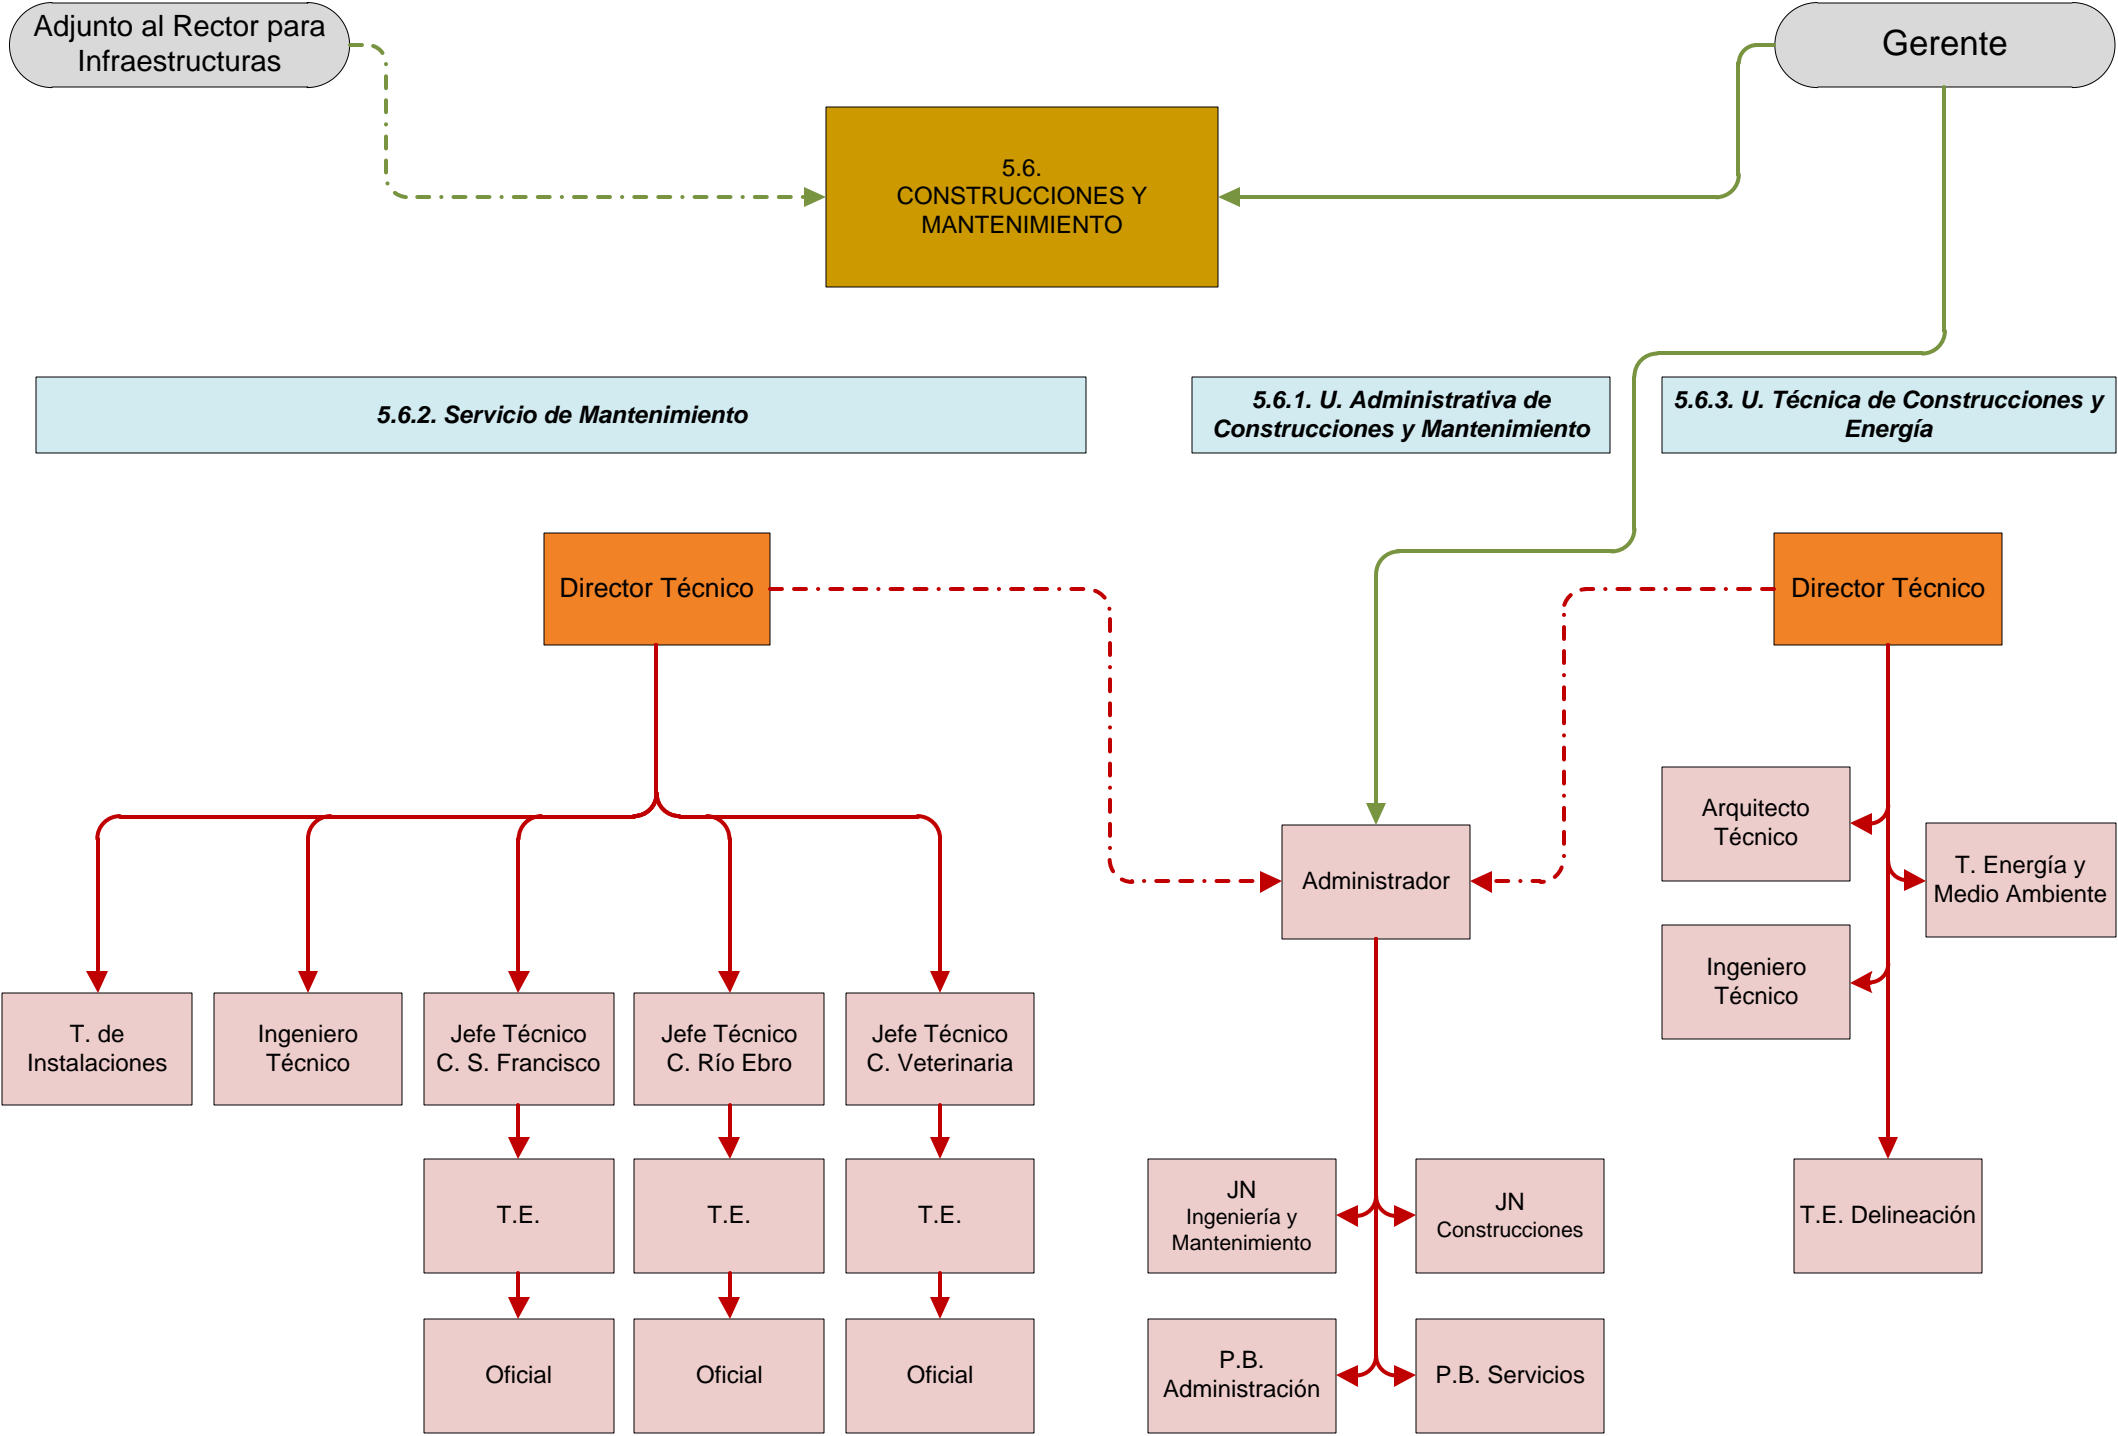 Adjunto al Rector para
Infraestructuras
Gerente
5.6.
CONSTRUCCIONES Y
MANTENIMIENTO
5.6.2. Servicio de Mantenimiento
5.6.1. U. Administrativa de
Construcciones y Mantenimiento
5.6.3. U. Técnica de Construcciones y
Energía
Director Técnico
Director Técnico
Arquitecto
Técnico
T. Energía y
Medio Ambiente
Administrador
Ingeniero
Técnico
T. de
Instalaciones
Ingeniero
Técnico
Jefe Técnico
C. S. Francisco
Jefe Técnico
C. Río Ebro
Jefe Técnico
C. Veterinaria
T.E.
T.E.
T.E.
JN
Ingeniería y
Mantenimiento
JN
Construcciones
T.E. Delineación
Oficial
Oficial
Oficial
P.B.
Administración
P.B. Servicios